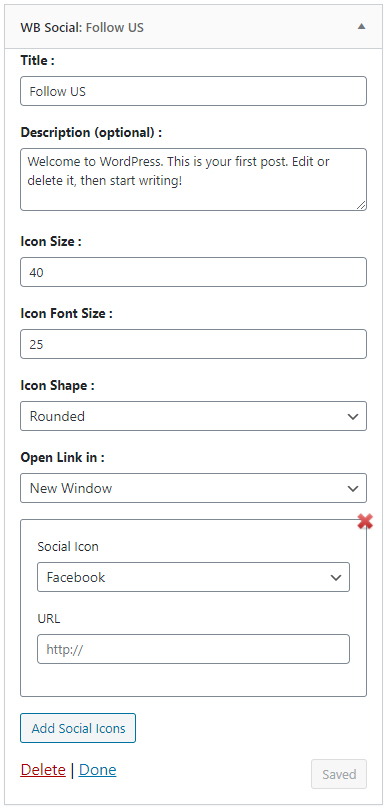 WB Social: Follow US
Title :
Follow US
Description (optional) :
Welcome to WordPress. This is your first post. Edit or
delete it, then start writing!
Icon Size :
40
Icon Font Size :
25
Icon Shape :
Rounded
Open Link in :
New Window
Social Icon
Facebook
URL
http://
Add Social Icons
Delete | Done
Saved